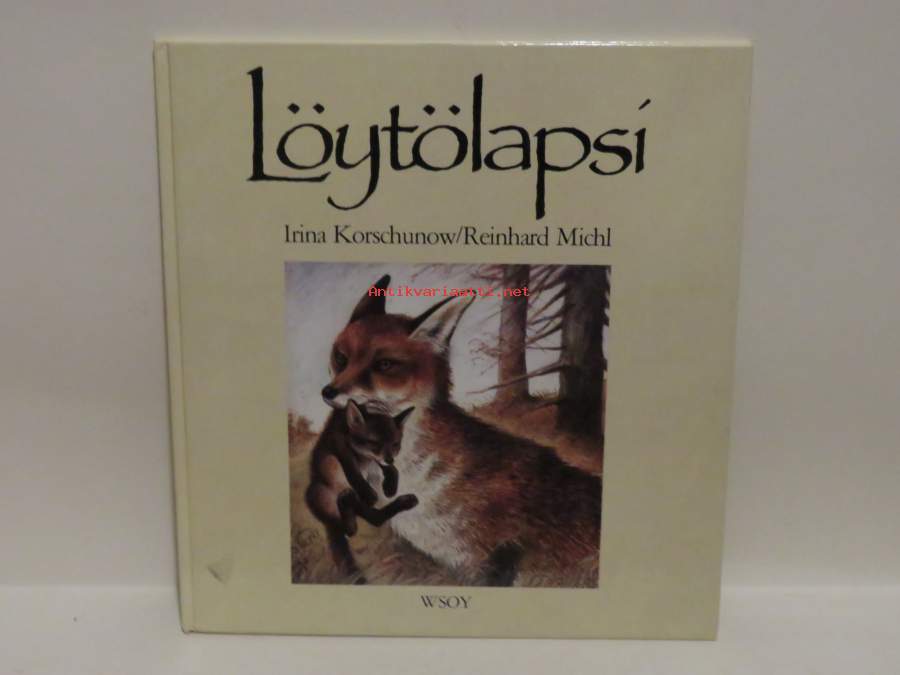 Löytölapsi
Irina Korschunow/Reinhard Michl
Antikvariaatti.net
WSOY